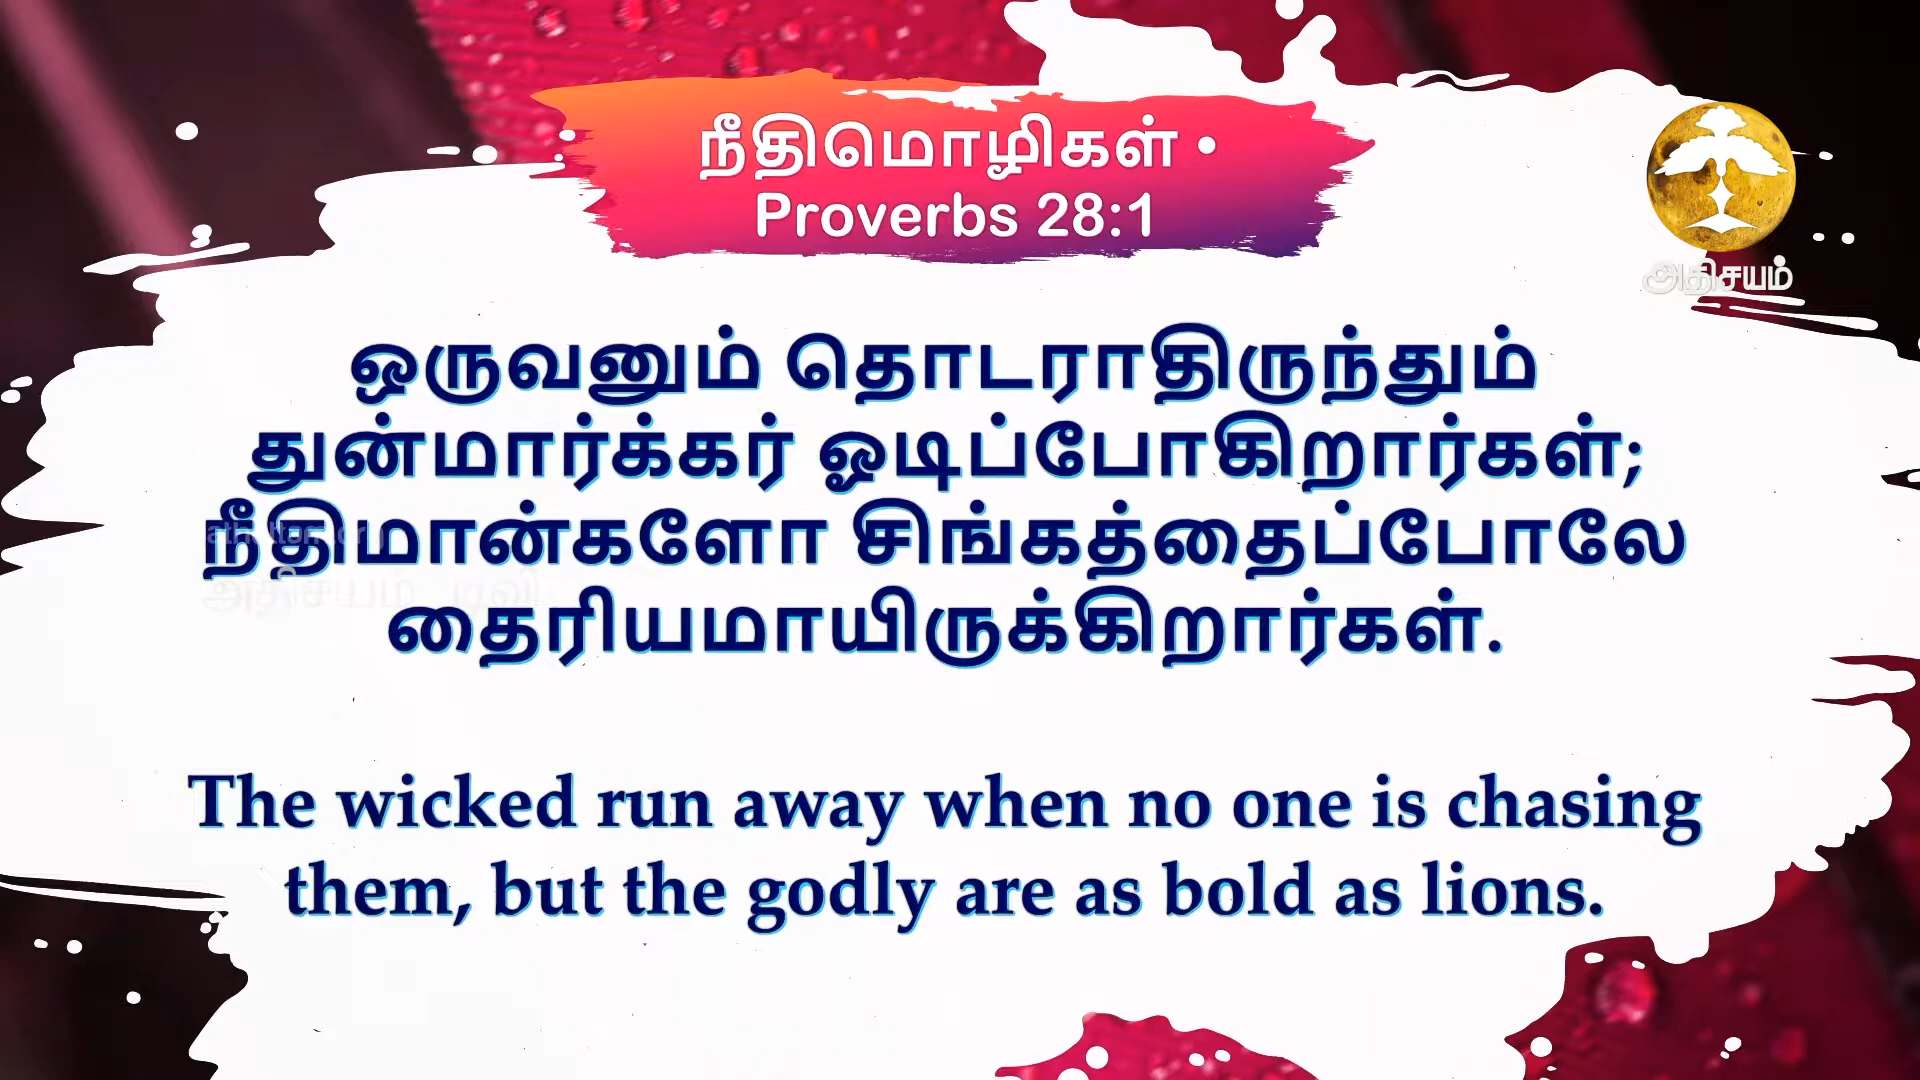 நீதிமொழிகள் •
Proverbs 28:1
அதிசயம்
ஒருவனும் தொடராதிருந்தும்
துன்மார்க்கர் ஓடிப்போகிறார்கள்;
நீதிமான்களோ சிங்கத்தைப்போலே
தைரியமாயிருக்கிறார்கள்.
The wicked run away when no one is chasing
them, but the godly are as bold as lions.